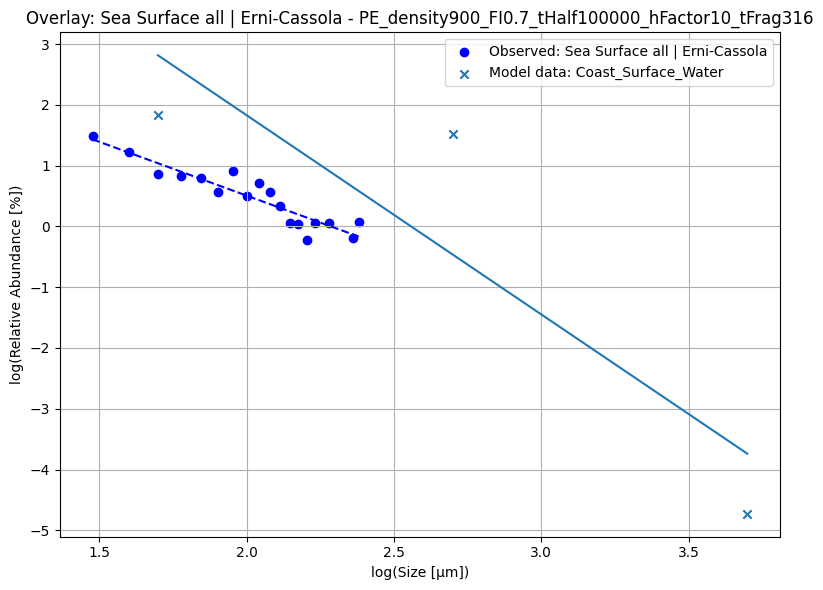 Overlay: Sea Surface all | Erni-Cassola - PE_density900_FI0.7_tHalf100000_hFactor10_tFrag316
Observed: Sea Surface all | Erni-Cassola
Model data: Coast_Surface_Water
log(Relative Abundance [%])
3
2
1
0
−1
−2
−3
−4
−5
1.5 2.0 2.5 3.0 3.5
log(Size [μm])